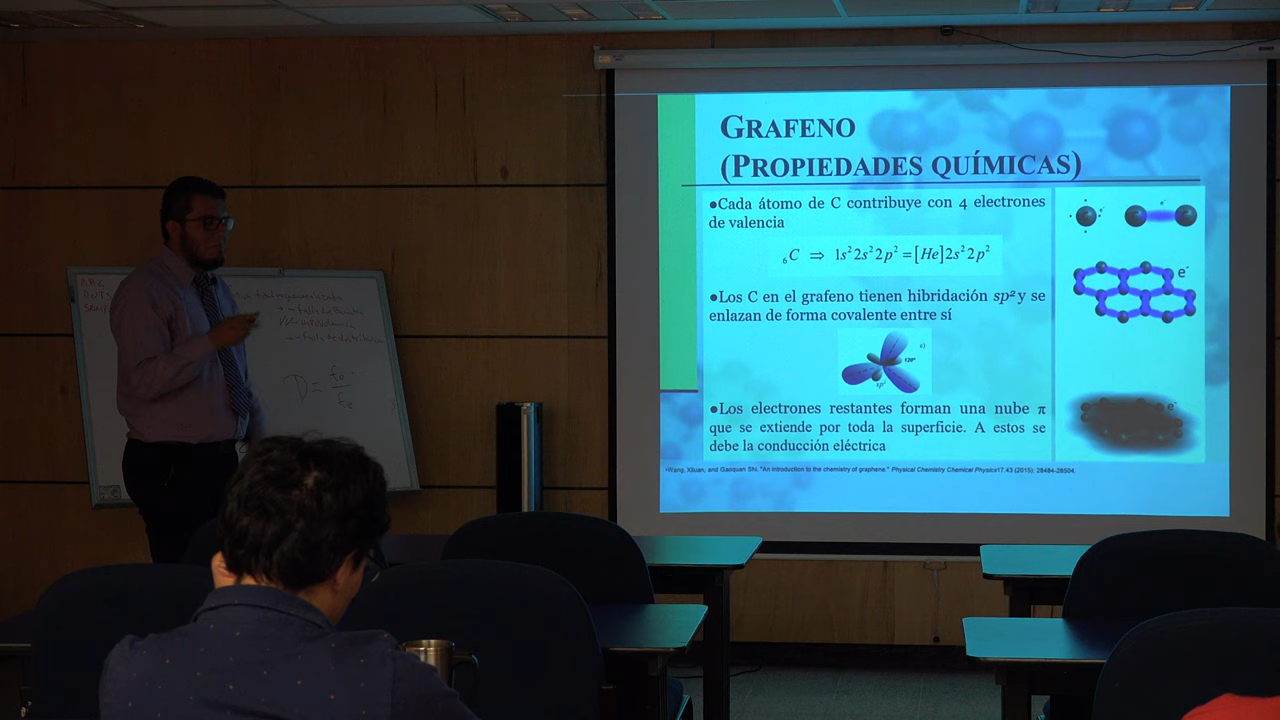 GRAFENO
(PROPIEDADES QUÍMICAS)
●Cada átomo de C contribuye con 4 electrones
de valencia
₆C ⇒ 1s²2s²2p² = [He]2s²2p²
●Los C en el grafeno tienen hibridación sp² y se
enlazan de forma covalente entre sí
c)
120°
sp²
●Los electrones restantes forman una nube π
que se extiende por toda la superficie. A estos se
debe la conducción eléctrica
e⁻
e⁻
e⁻
e⁻
•Wang, Xiluan, and Gaoquan Shi. "An introduction to the chemistry of graphene." Physical Chemistry Chemical Physics17.43 (2015): 28484-28504.
ABC
D =